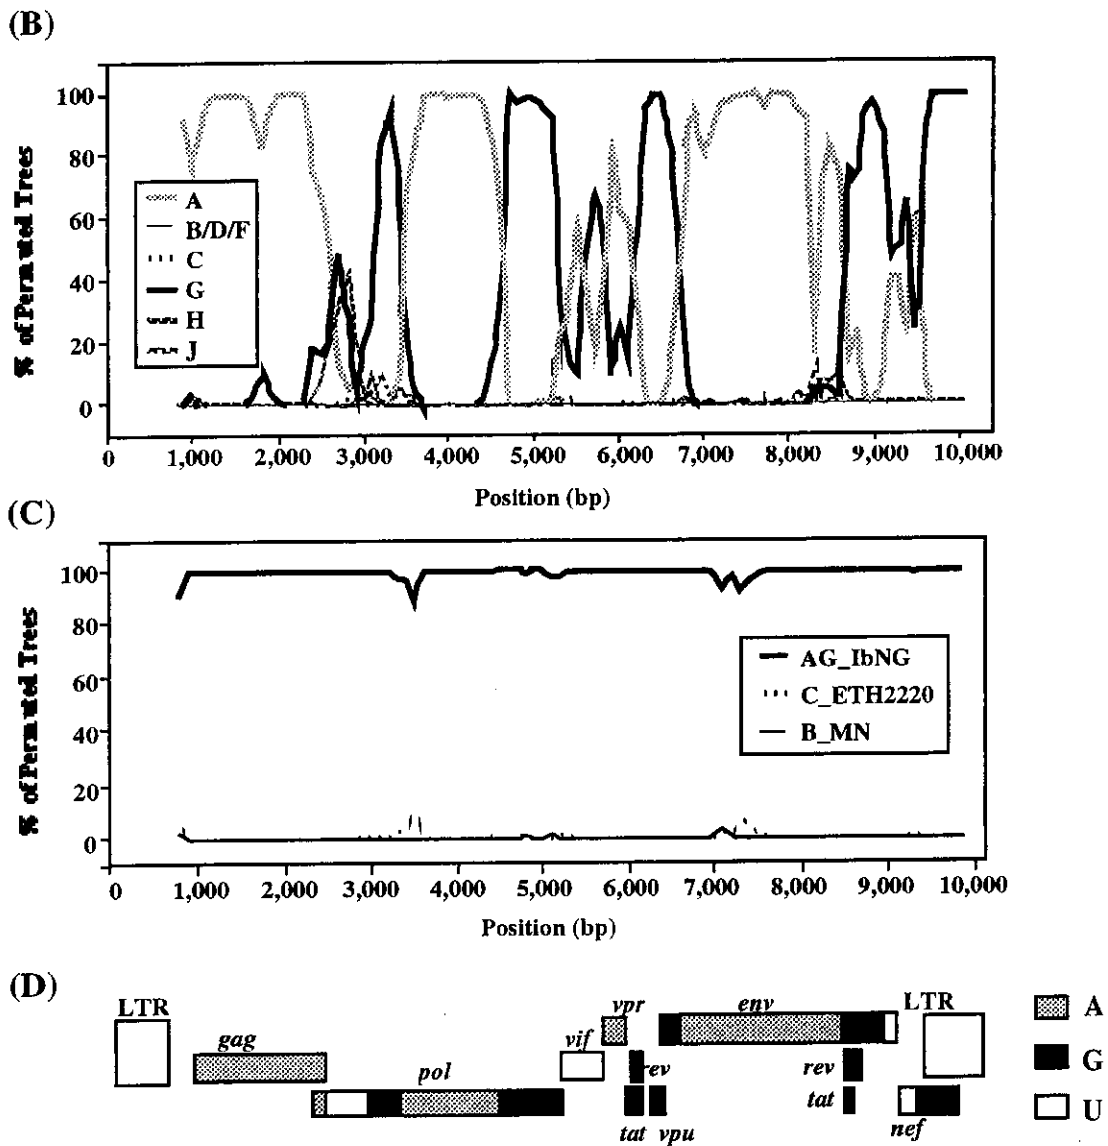 (B)
% of Permuted Trees
100
80
60
40
20
0
A
B/D/F
C
G
H
J
0 1,000 2,000 3,000 4,000 5,000 6,000 7,000 8,000 9,000 10,000
Position (bp)
(C)
% of Permuted Trees
100
80
60
40
20
0
AG_IbNG
C_ETH2220
B_MN
0 1,000 2,000 3,000 4,000 5,000 6,000 7,000 8,000 9,000 10,000
Position (bp)
(D)
LTR vpr env LTR A
gag vif
pol rev rev G
tat
tat vpu nef U